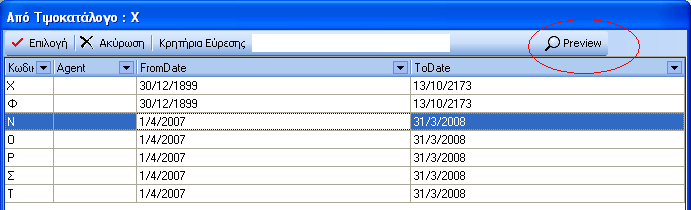 Από Τιμοκατάλογο : Χ
Επιλογή Ακύρωση Κρητήρια Εύρεσης Preview
Κωδικ Agent FromDate ToDate
Χ 30/12/1899 13/10/2173
Φ 30/12/1899 13/10/2173
Ν 1/4/2007 31/3/2008
Ο 1/4/2007 31/3/2008
Ρ 1/4/2007 31/3/2008
Σ 1/4/2007 31/3/2008
Τ 1/4/2007 31/3/2008